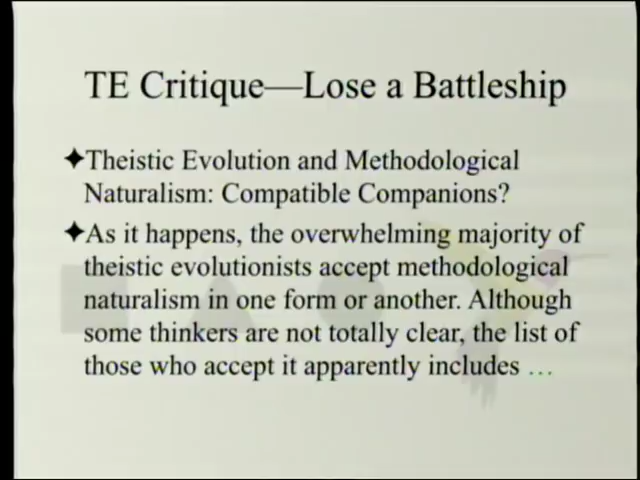 TE Critique—Lose a Battleship
✦Theistic Evolution and Methodological
Naturalism: Compatible Companions?
✦As it happens, the overwhelming majority of
theistic evolutionists accept methodological
naturalism in one form or another. Although
some thinkers are not totally clear, the list of
those who accept it apparently includes …